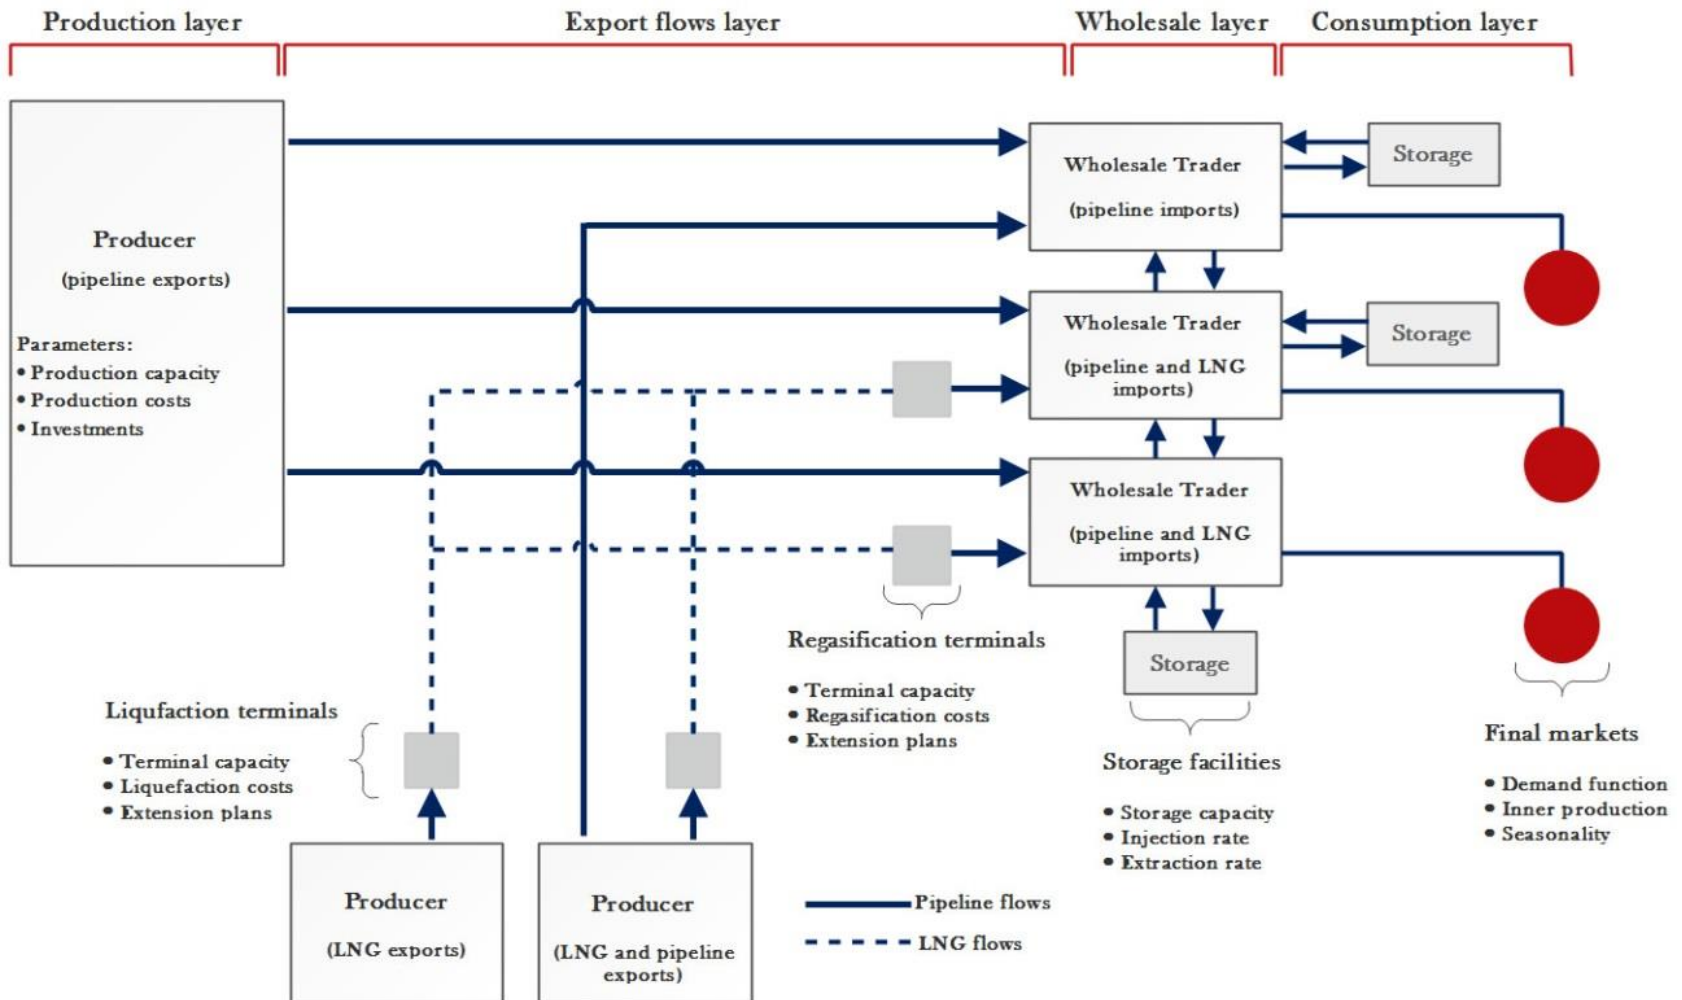 Production layer
Export flows layer
Wholesale layer
Consumption layer
Producer
(pipeline exports)
Parameters:
• Production capacity
• Production costs
• Investments
Wholesale Trader
(pipeline imports)
Storage
Wholesale Trader
(pipeline and LNG
imports)
Storage
Wholesale Trader
(pipeline and LNG
imports)
Storage
Regasification terminals
• Terminal capacity
• Regasification costs
• Extension plans
Liqufaction terminals
• Terminal capacity
• Liquefaction costs
• Extension plans
Storage facilities
• Storage capacity
• Injection rate
• Extraction rate
Final markets
• Demand function
• Inner production
• Seasonality
Producer
(LNG exports)
Producer
(LNG and pipeline
exports)
Pipeline flows
LNG flows